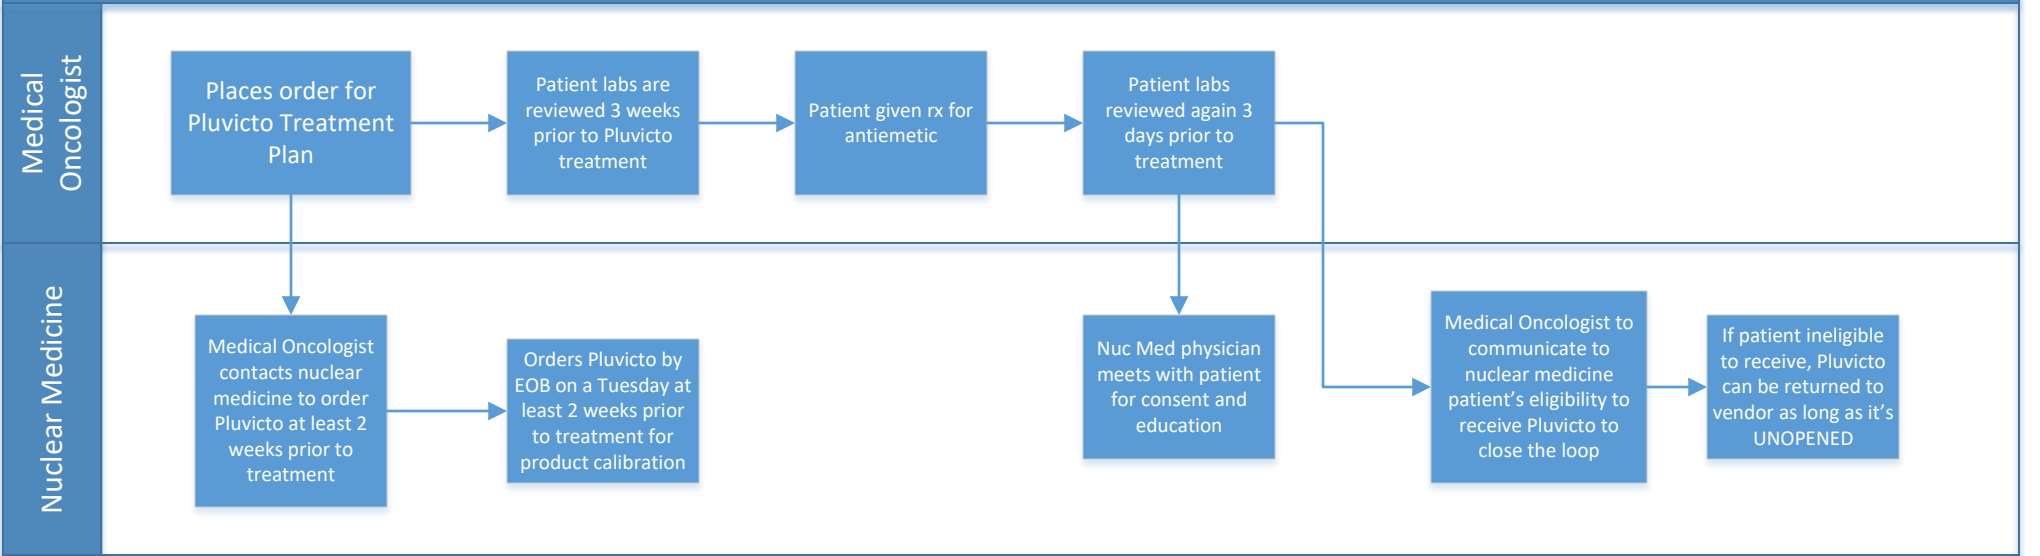 Medical
Oncologist
Places order for
Pluvicto Treatment
Plan
Patient labs are
reviewed 3 weeks
prior to Pluvicto
treatment
Patient given rx for
antiemetic
Patient labs
reviewed again 3
days prior to
treatment
Nuclear Medicine
Medical Oncologist
contacts nuclear
medicine to order
Pluvicto at least 2
weeks prior to
treatment
Orders Pluvicto by
EOB on a Tuesday at
least 2 weeks prior
to treatment for
product calibration
Nuc Med physician
meets with patient
for consent and
education
Medical Oncologist to
communicate to
nuclear medicine
patient’s eligibility to
receive Pluvicto to
close the loop
If patient ineligible
to receive, Pluvicto
can be returned to
vendor as long as it’s
UNOPENED